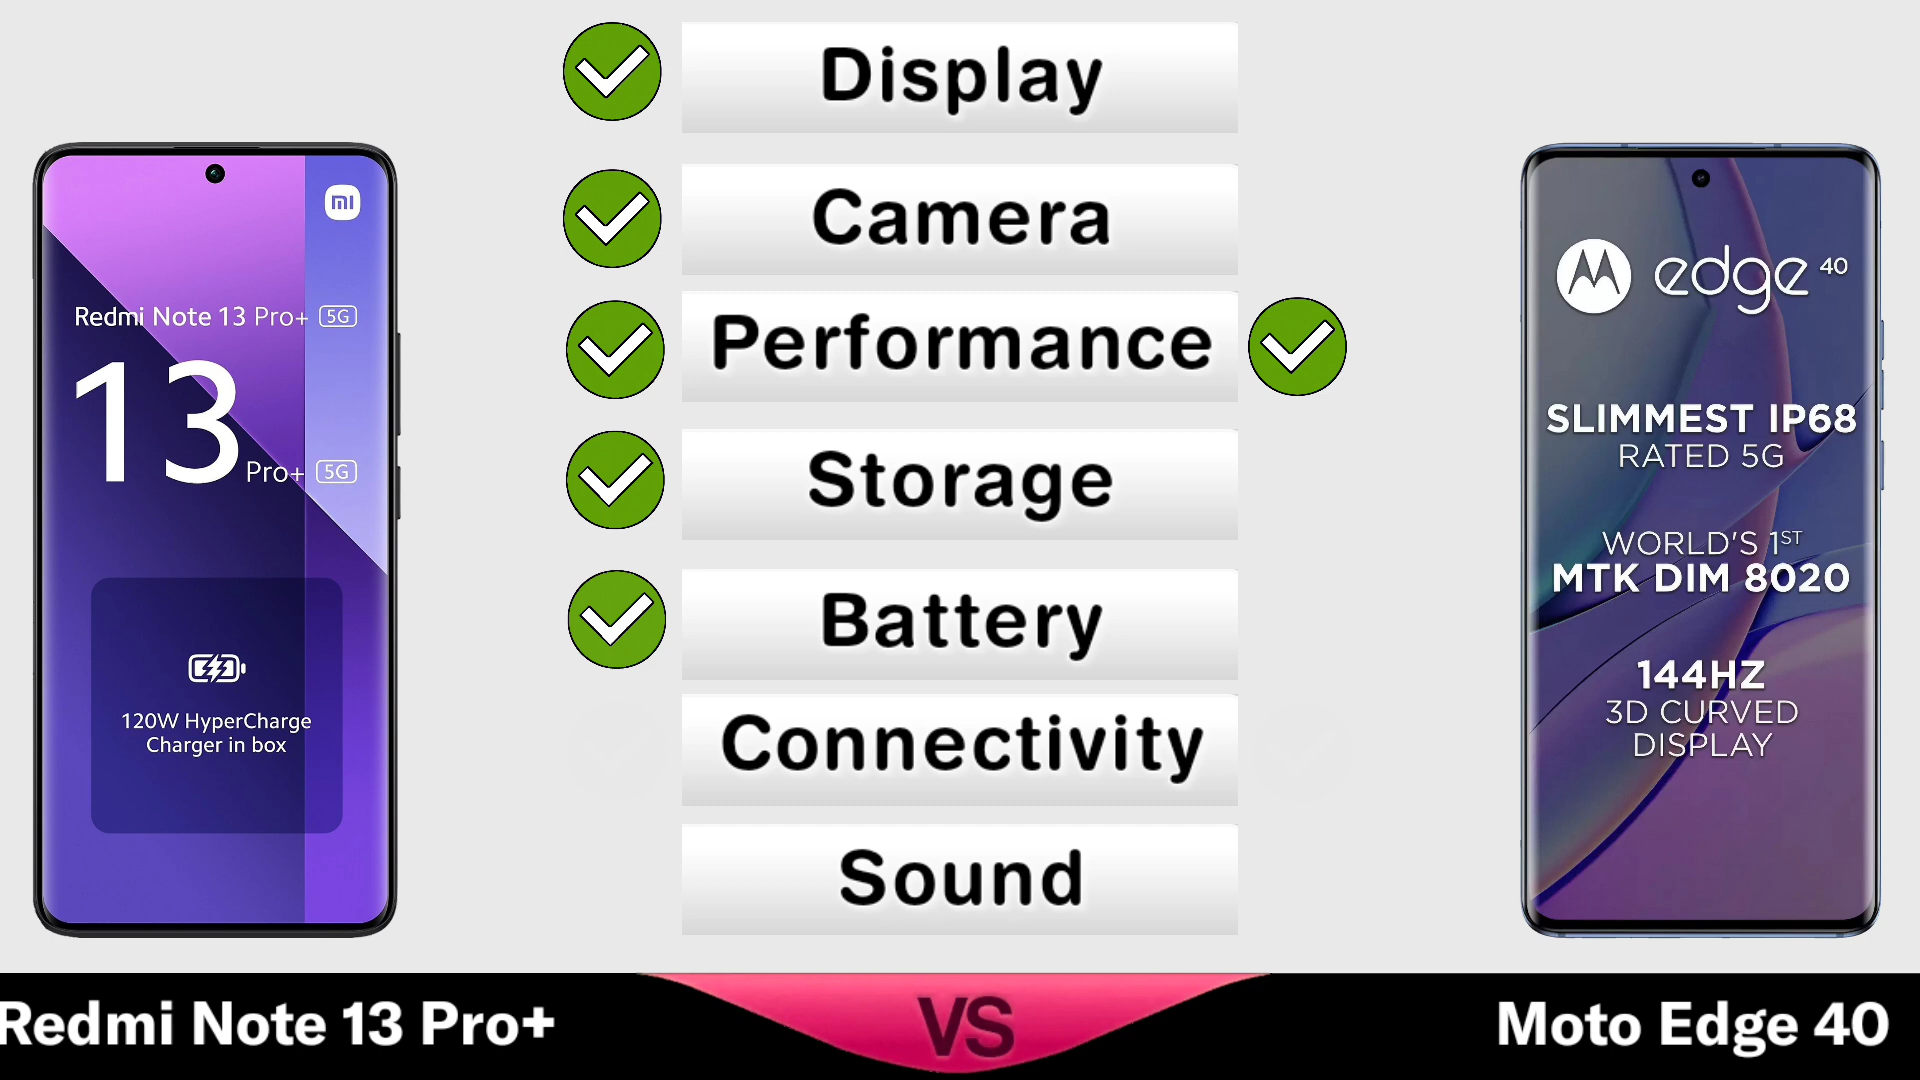 Display
Camera
Performance
Storage
Battery
Connectivity
Sound
mi
Redmi Note 13 Pro+ 5G
13 Pro+ 5G
120W HyperCharge
Charger in box
edge 40
SLIMMEST IP68
RATED 5G
WORLD'S 1ST
MTK DIM 8020
144HZ
3D CURVED
DISPLAY
Redmi Note 13 Pro+
VS
Moto Edge 40